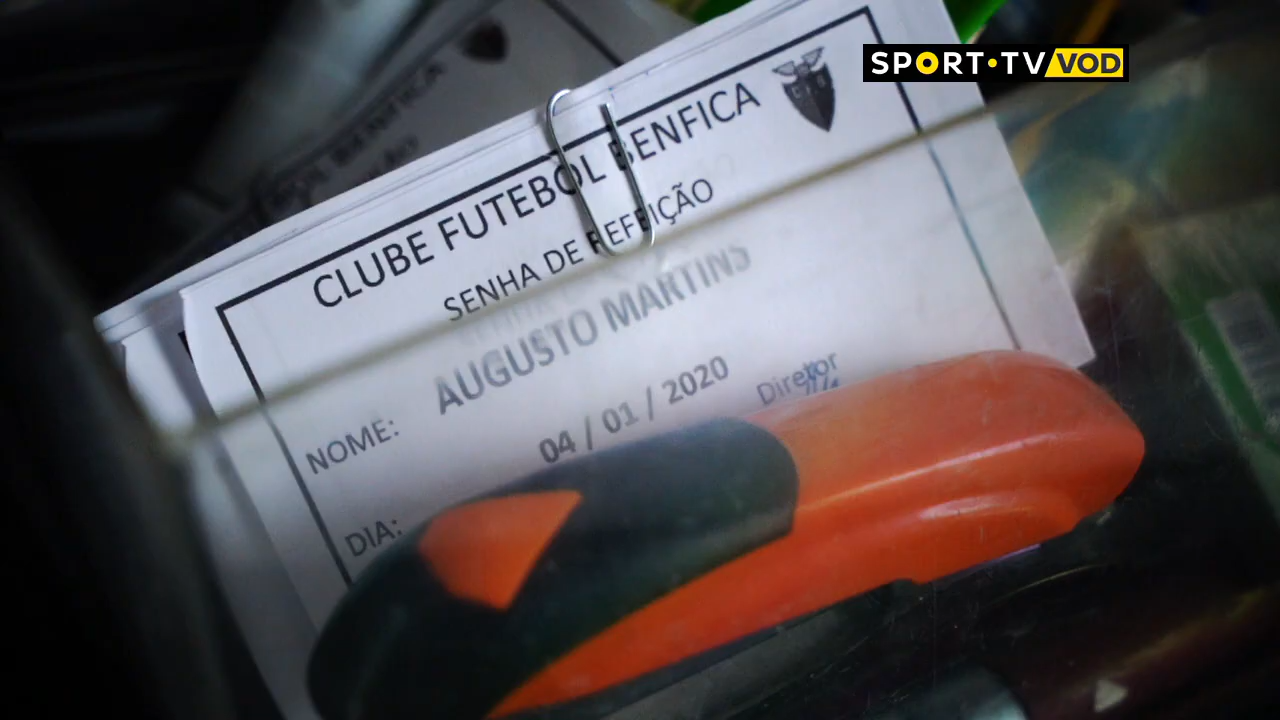 SPORT•TV VOD
CLUBE FUTEBOL BENFICA
SENHA DE REFEIÇÃO
NOME: AUGUSTO MARTINS
DIA: 04 / 01 / 2020
Diretor